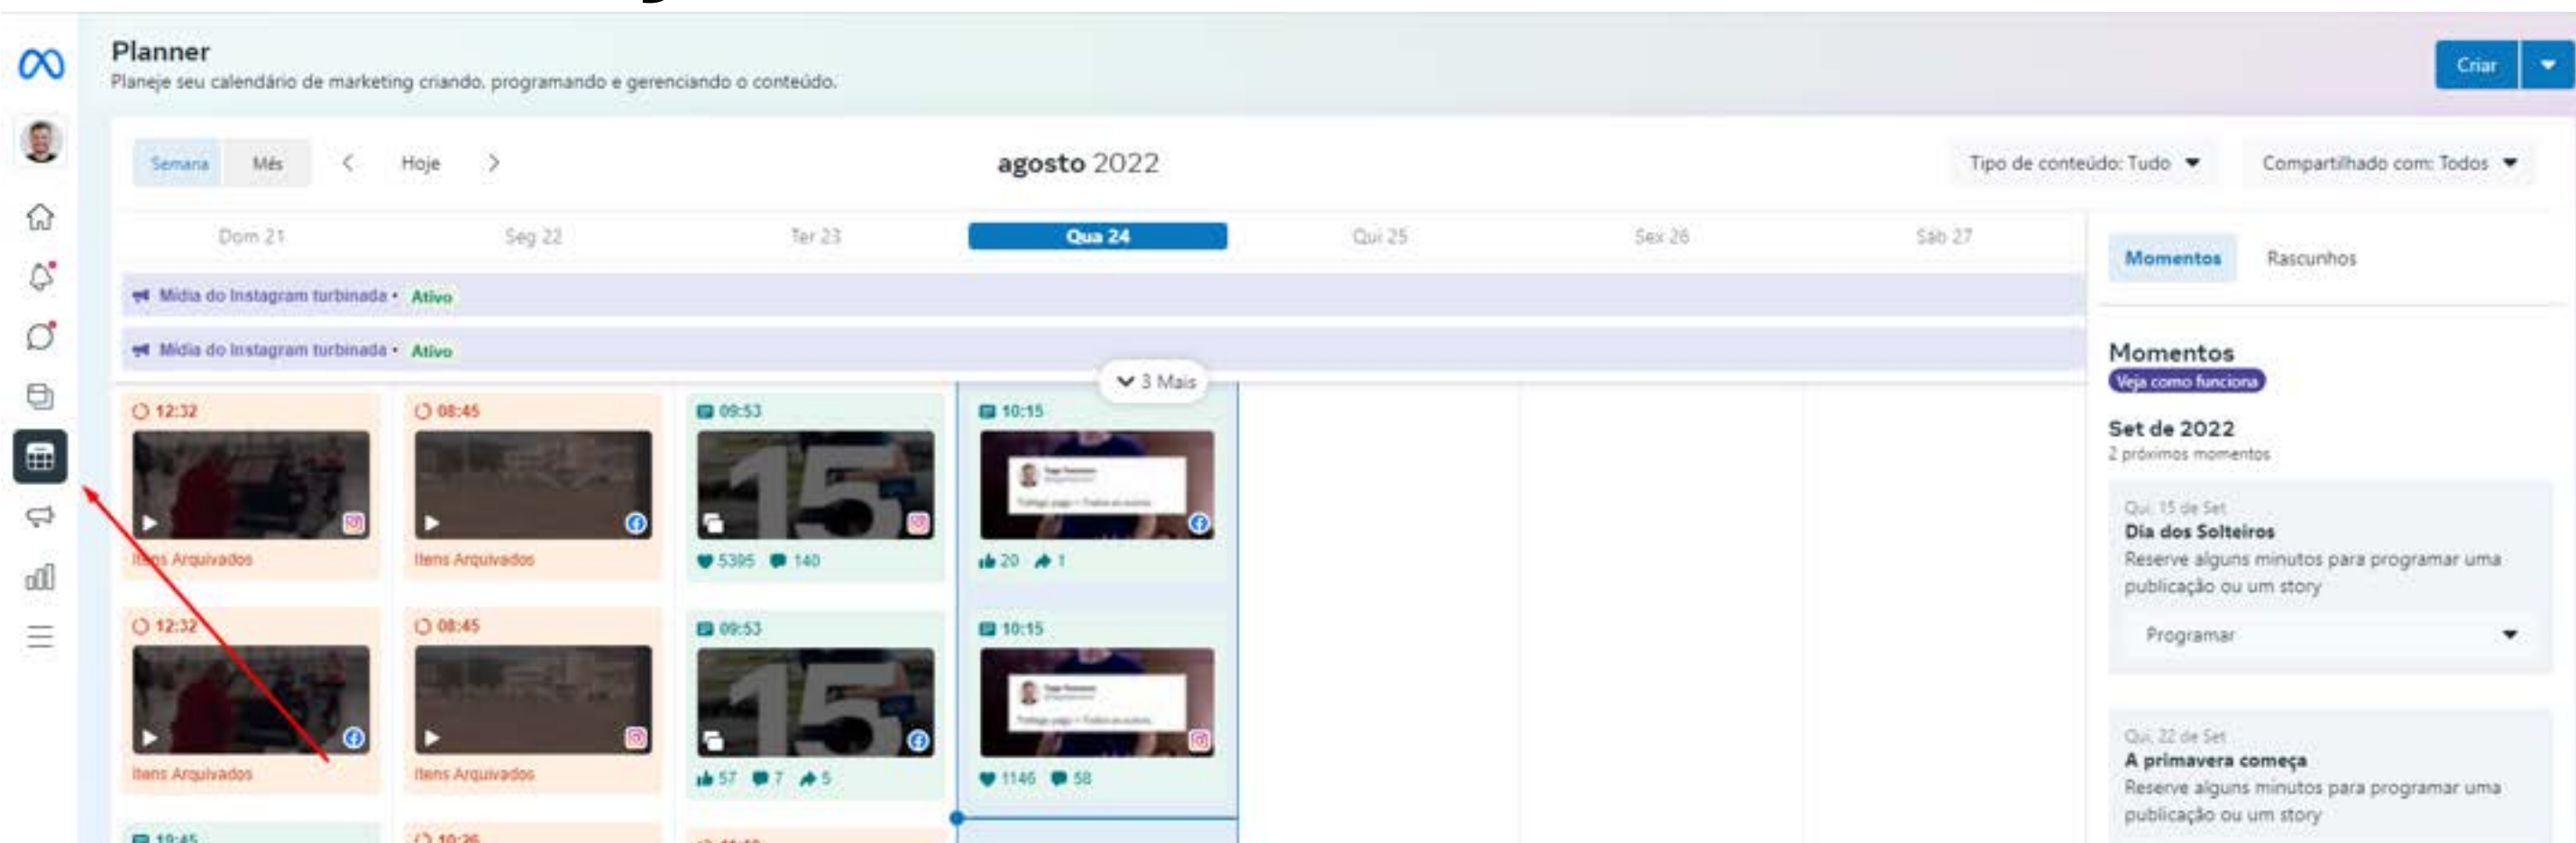 Planner
Planeje seu calendário de marketing criando, programando e gerenciando o conteúdo.
Criar
Semana Mês Hoje
agosto 2022
Tipo de conteúdo: Tudo
Compartilhado com: Todos
Dom 21 Seg 22 Ter 23 Qua 24 Qui 25 Sex 26 Sáb 27
Mídia do Instagram turbinada • Ativo
Mídia do Instagram turbinada • Ativo
3 Mais
12:32 08:45 09:53 10:15
15 15
Itens Arquivados Itens Arquivados 5395 140 20 1
12:32 08:45 09:53 10:15
Itens Arquivados Itens Arquivados 57 7 5 1146 58
19:45 10:26
Momentos Rascunhos
Momentos
Veja como funciona
Set de 2022
2 próximos momentos
Qui, 15 de Set
Dia dos Solteiros
Reserve alguns minutos para programar uma
publicação ou um story
Programar
Qui, 22 de Set
A primavera começa
Reserve alguns minutos para programar uma
publicação ou um story